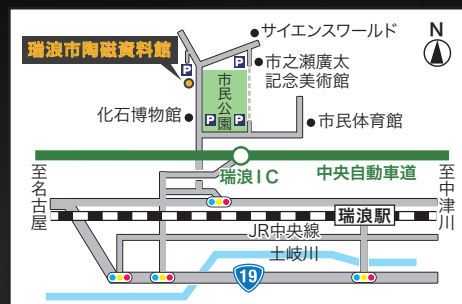 サイエンスワールド
N
瑞浪市陶磁資料館
P
P
市之瀬廣太
記念美術館
市民公園
化石博物館
P
P
市民体育館
瑞浪IC
中央自動車道
至名古屋
至中津川
瑞浪駅
JR中央線
土岐川
19